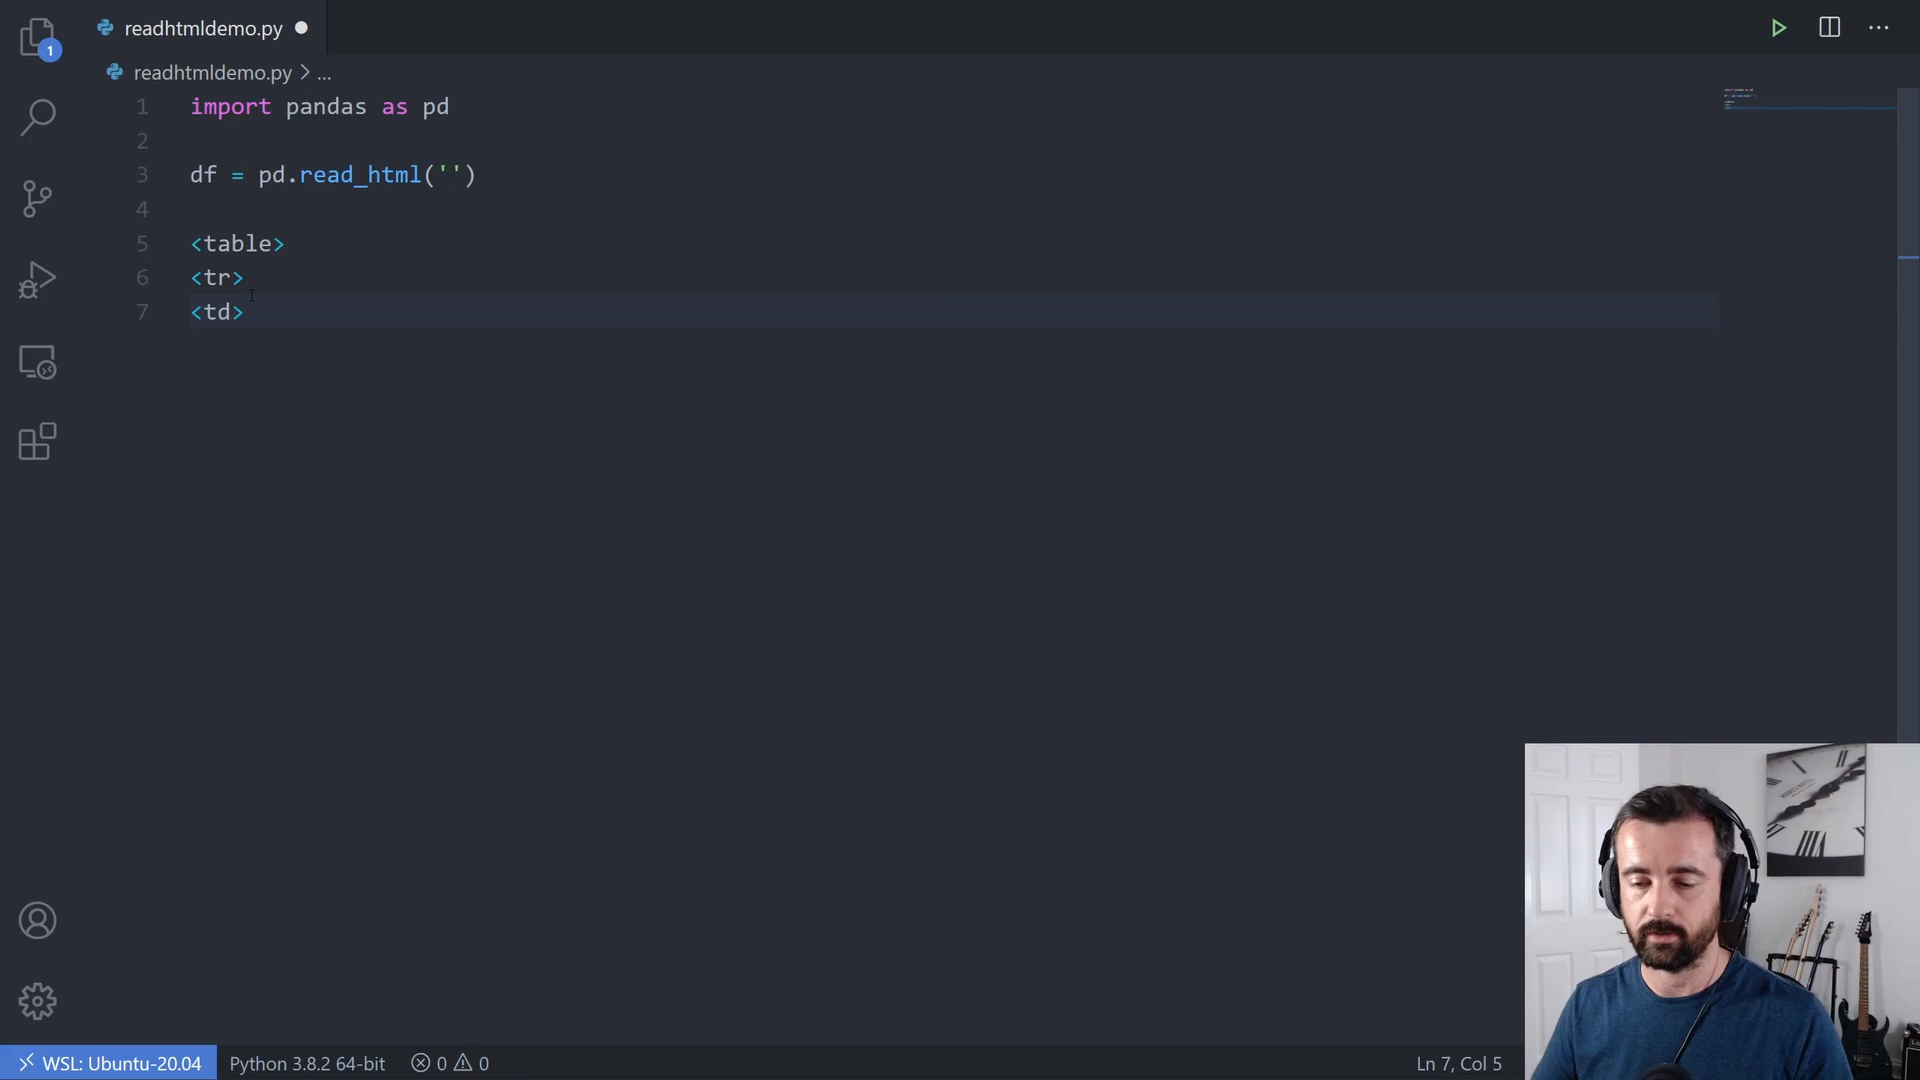 readhtmldemo.py
1
readhtmldemo.py > ...
1 import pandas as pd
2
3 df = pd.read_html('')
4
5 <table>
6 <tr>
7 <td>
WSL: Ubuntu-20.04 Python 3.8.2 64-bit 0 0 Ln 7, Col 5